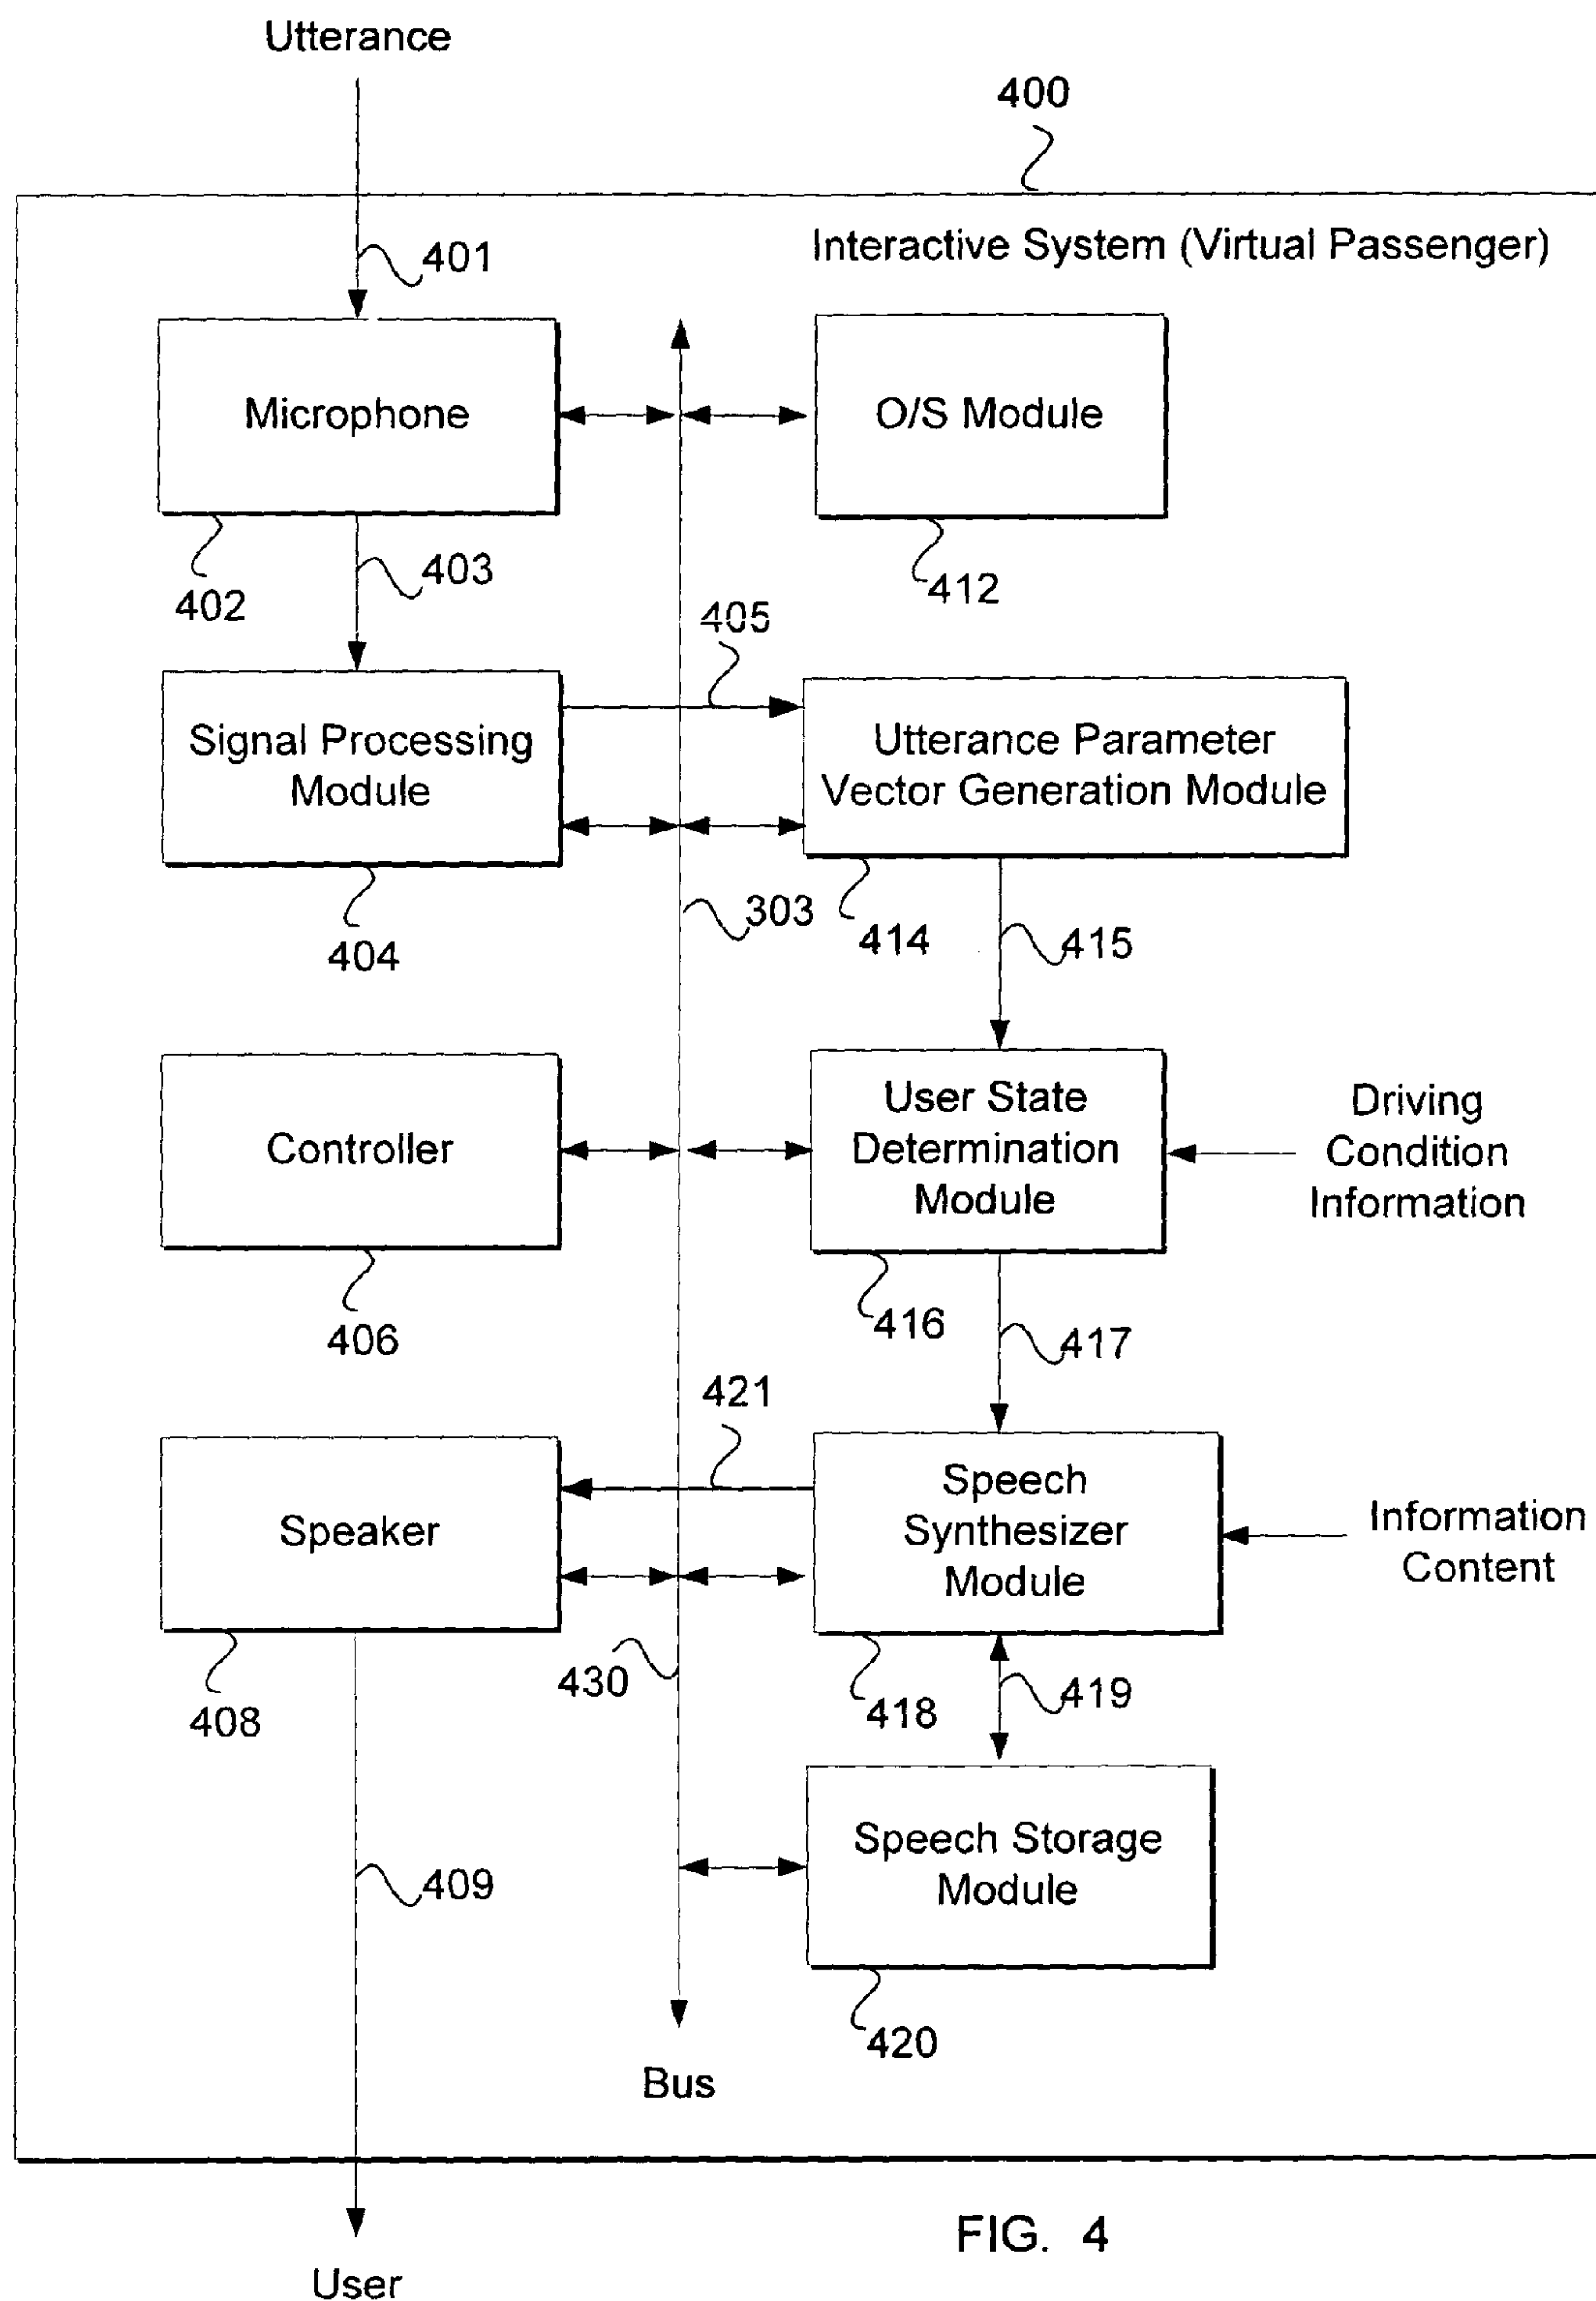 Utterance
400
Interactive System (Virtual Passenger)
401
Microphone
O/S Module
402
403
412
405
Signal Processing
Module
Utterance Parameter
Vector Generation Module
404
303
414
415
Controller
User State
Determination
Module
Driving
Condition
Information
406
416
417
421
Speaker
Speech
Synthesizer
Module
Information
Content
408
430
418
419
Speech Storage
Module
409
420
Bus
FIG. 4
User